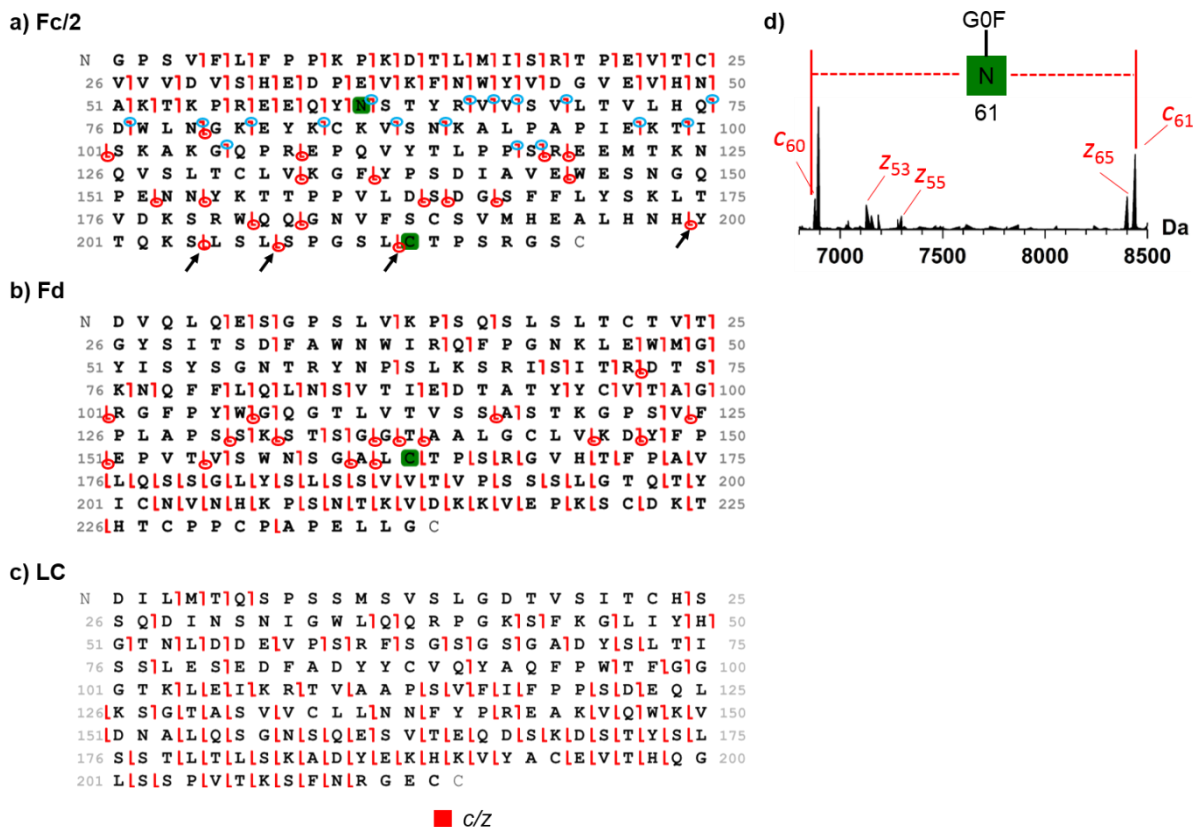 a) Fc/2
N G P S V F L F P P K P K D T L M I S R T P E V T C 25
26 V V V D V S H E D P E V K F N W Y V D G V E V H N 50
51 A K T K P R E E Q Y N S T Y R V V S V L T V L H Q 75
76 D W L N G K E Y K C K V S N K A L P A P I E K T I 100
101 S K A K G Q P R E P Q V Y T L P P S R E E M T K N 125
126 Q V S L T C L V K G F Y P S D I A V E W E S N G Q 150
151 P E N N Y K T T P P V L D S D G S F F L Y S K L T 175
176 V D K S R W Q Q G N V F S C S V M H E A L H N H Y 200
201 T Q K S L S L S P G S L C T P S R G S C
b) Fd
N D V Q L Q E S G P S L V K P S Q S L S L T C T V T 25
26 G Y S I T S D F A W N W I R Q F P G N K L E W M G 50
51 Y I S Y S G N T R Y N P S L K S R I S I T R D T S 75
76 K N Q F F L Q L N S V T I E D T A T Y Y C V T A G 100
101 R G F P Y W G Q G T L V T V S S A S T K G P S V F 125
126 P L A P S S K S T S G G T A A L G C L V K D Y F P 150
151 E P V T V S W N S G A L C T P S R G V H T F P A V 175
176 L Q S S G L Y S L S S V V T V P S S S L G T Q T Y 200
201 I C N V N H K P S N T K V D K K V E P K S C D K T 225
226 H T C P P C P A P E L L G C
c) LC
N D I L M T Q S P S S M S V S L G D T V S I T C H S 25
26 S Q D I N S N I G W L Q Q R P G K S F K G L I Y H 50
51 G T N L D D E V P S R F S G S G S G A D Y S L T I 75
76 S S L E S E D F A D Y Y C V Q Y A Q F P W T F G G 100
101 G T K L E I K R T V A A P S V F I F P P S D E Q L 125
126 K S G T A S V V C L L N N F Y P R E A K V Q W K V 150
151 D N A L Q S G N S Q E S V T E Q D S K D S T Y S L 175
176 S S T L T L S K A D Y E K H K V Y A C E V T H Q G 200
201 L S S P V T K S F N R G E C C
c/z
d)
G0F
N
61
c60
z53
z55
z65
c61
Da
7000 7500 8000 8500